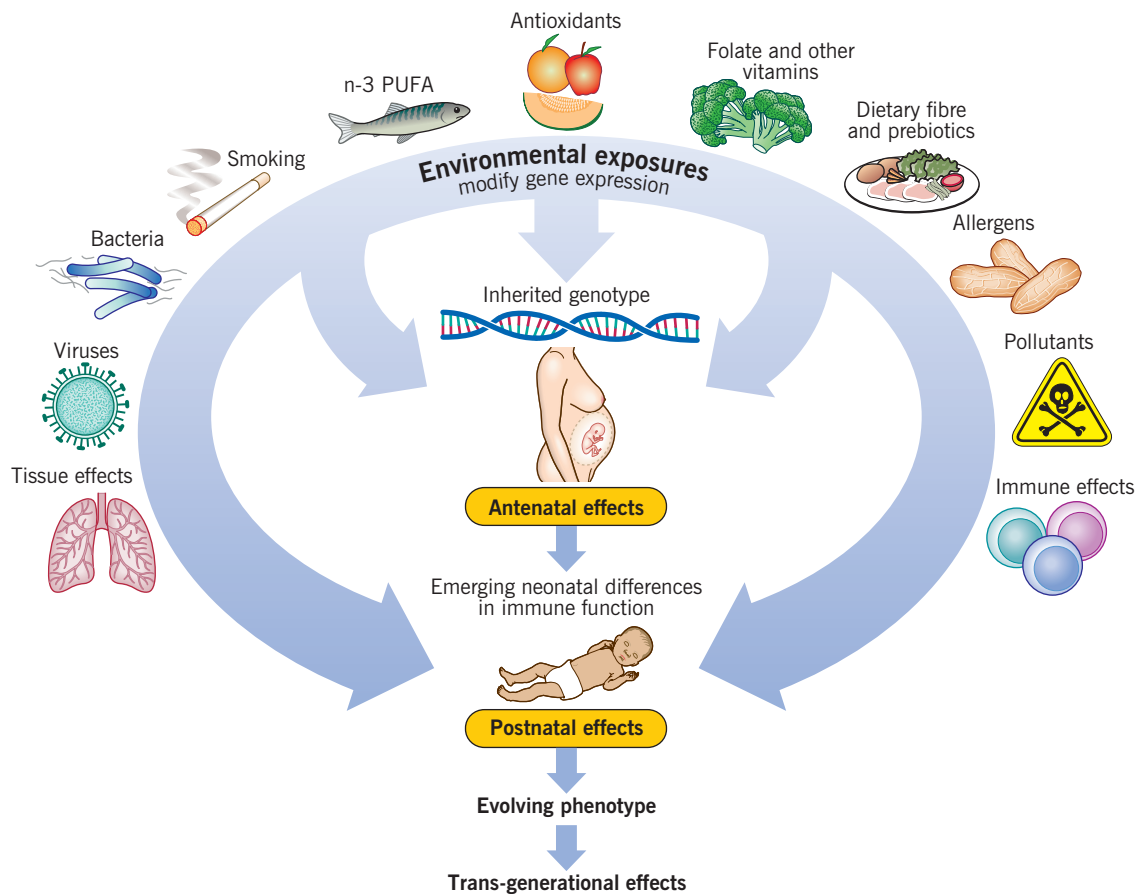 Antioxidants
Folate and other
vitamins
n-3 PUFA
Dietary fibre
and prebiotics
Smoking
Environmental exposures
modify gene expression
Allergens
Bacteria
Inherited genotype
Viruses
Pollutants
Tissue effects
Immune effects
Antenatal effects
Emerging neonatal differences
in immune function
Postnatal effects
Evolving phenotype
Trans-generational effects